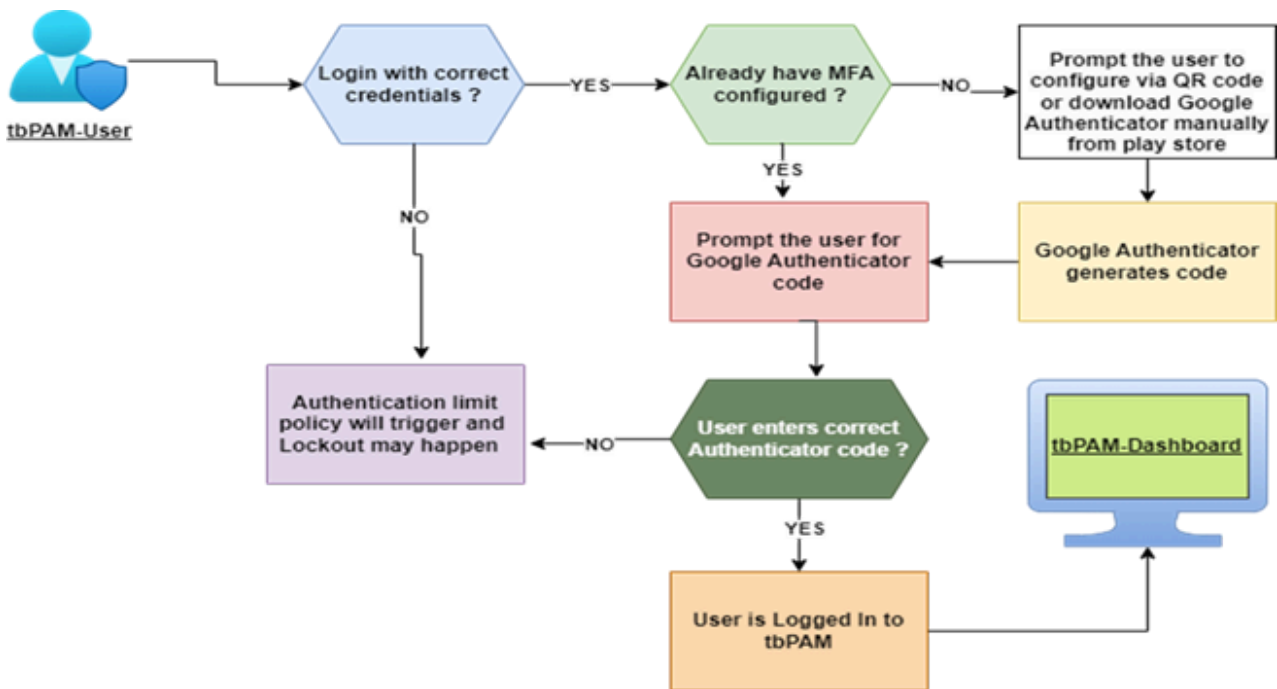 tbPAM-User
Login with correct
credentials ?
YES
Already have MFA
configured ?
NO
Prompt the user to
configure via QR code
or download Google
Authenticator manually
from play store
NO
YES
Prompt the user for
Google Authenticator
code
Google Authenticator
generates code
Authentication limit
policy will trigger and
Lockout may happen
NO
User enters correct
Authenticator code ?
tbPAM-Dashboard
YES
User is Logged In to
tbPAM